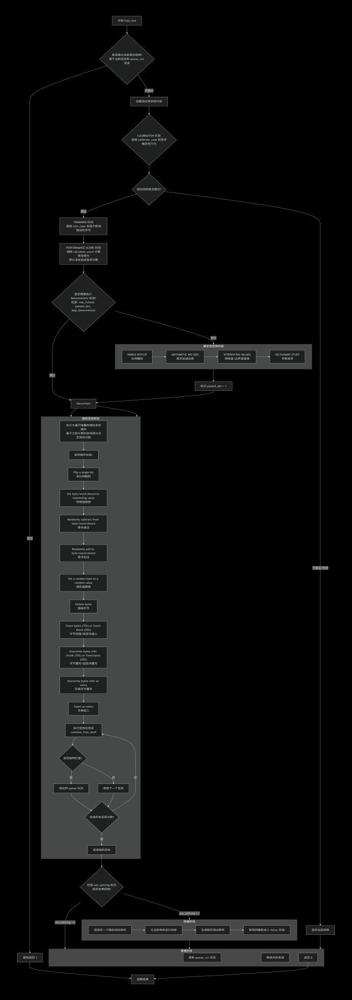 开始 fuzz_one
是否跳过当前测试用例?
基于当前设定和 queue_cur
信息
不跳过
加载测试用例到内存
CALIBRATION 阶段
调用 calibrate_case 检查非
确定性行为
测试用例是否稳定?
稳定
TRIMMING 阶段
调用 trim_case 去除不影响
路径的字节
PERFORMANCE SCORE 阶段
调用 calculate_score 计算
表现得分
得分决定后续变异次数
是否需要执行
Deterministic 阶段?
检查: was_fuzzed,
passed_det,
skip_deterministic
执行
确定性变异阶段
SIMPLE BITFLIP
比特翻转
ARITHMETIC INC/DEC
算术加减运算
INTERESTING VALUES
特殊值/边界值替换
DICTIONARY STUFF
字典变异
跳过
标记 passed_det = 1
HavocStart
随机变异阶段
执行大量可堆叠的随机变异
操作
基于之前计算的表现得分决
定变异次数
变异操作包括:
Flip a single bit
单比特翻转
Set byte/word/dword to
interesting value
特殊值替换
Randomly subtract from
byte/word/dword
算术减法
跳过
Randomly add to
byte/word/dword
算术加法
不稳定/失败
Set a random byte to a
random value
随机值替换
Delete bytes
删除字节
Clone bytes (75%) or insert
block (25%)
字节克隆/固定块插入
Overwrite bytes with
chunk (75%) or fixed bytes
(25%)
字节覆写/固定块覆写
Overwrite bytes with an
extra
字典字节覆写
Insert an extra
字典插入
执行变异后测试
common_fuzz_stuff
发现独特价值?
是
否
否
添加到 queue 队列
继续下一个变异
完成所有变异次数?
是
结束随机变异
检查 use_splicing 标志
是否启用拼接?
use_splicing = 1
use_splicing = 0
拼接阶段
选择另一个随机测试用例
与当前用例进行拼接
生成新的测试用例
新用例重新进入 Havoc 阶段
放弃当前用例
清理阶段
直接返回 1
更新 queue_cur 状态
释放内存资源
返回 0
函数结束